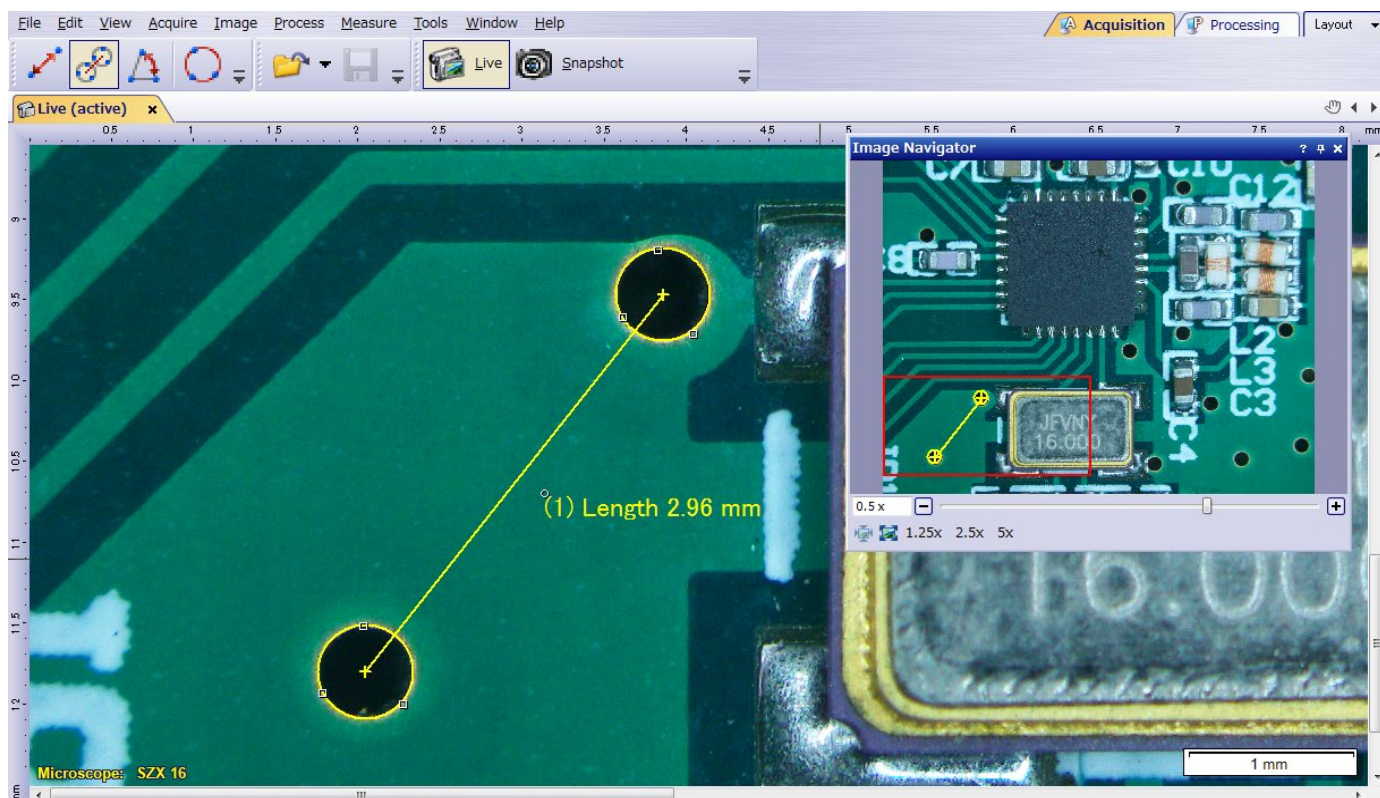 File Edit View Acquire Image Process Measure Tools Window Help
Acquisition Processing Layout
Live Snapshot
Live (active)
0.5 1 1.5 2 2.5 3 3.5 4 4.5 5 5.5 6 6.5 7 7.5 8 mm
Image Navigator
C10
C12
C8
L2
L3
C3
C4
JFVNY
16.000
0.5 x
1.25x 2.5x 5x
9
9.5
10
10.5
11
11.5
12
mm
(1) Length 2.96 mm
16.00
Microscope: SZX 16
1 mm